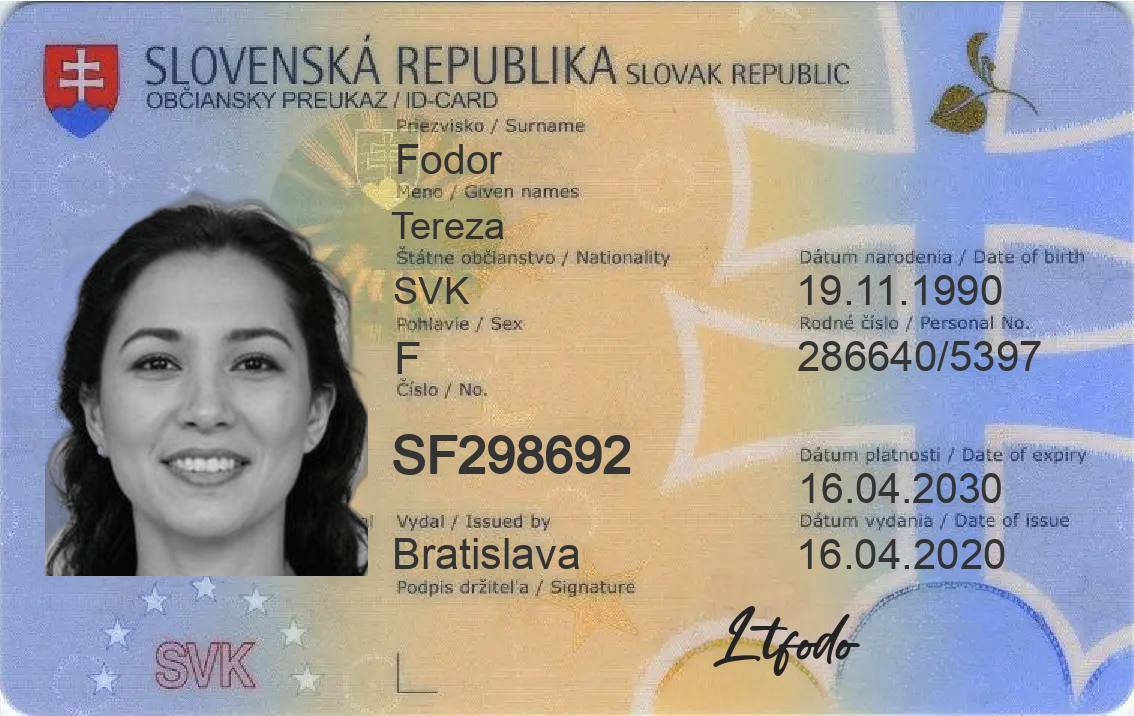 SLOVENSKÁ REPUBLIKA SLOVAK REPUBLIC
OBČIANSKY PREUKAZ / ID-CARD
Priezvisko / Surname
Fodor
Meno / Given names
Tereza
Štátne občianstvo / Nationality
SVK
Dátum narodenia / Date of birth
19.11.1990
Pohlavie / Sex
F
Rodné číslo / Personal No.
286640/5397
Číslo / No.
SF298692
Dátum platnosti / Date of expiry
16.04.2030
Vydal / Issued by
Bratislava
Dátum vydania / Date of issue
16.04.2020
Podpis držiteľa / Signature
Ltfodo
SVK